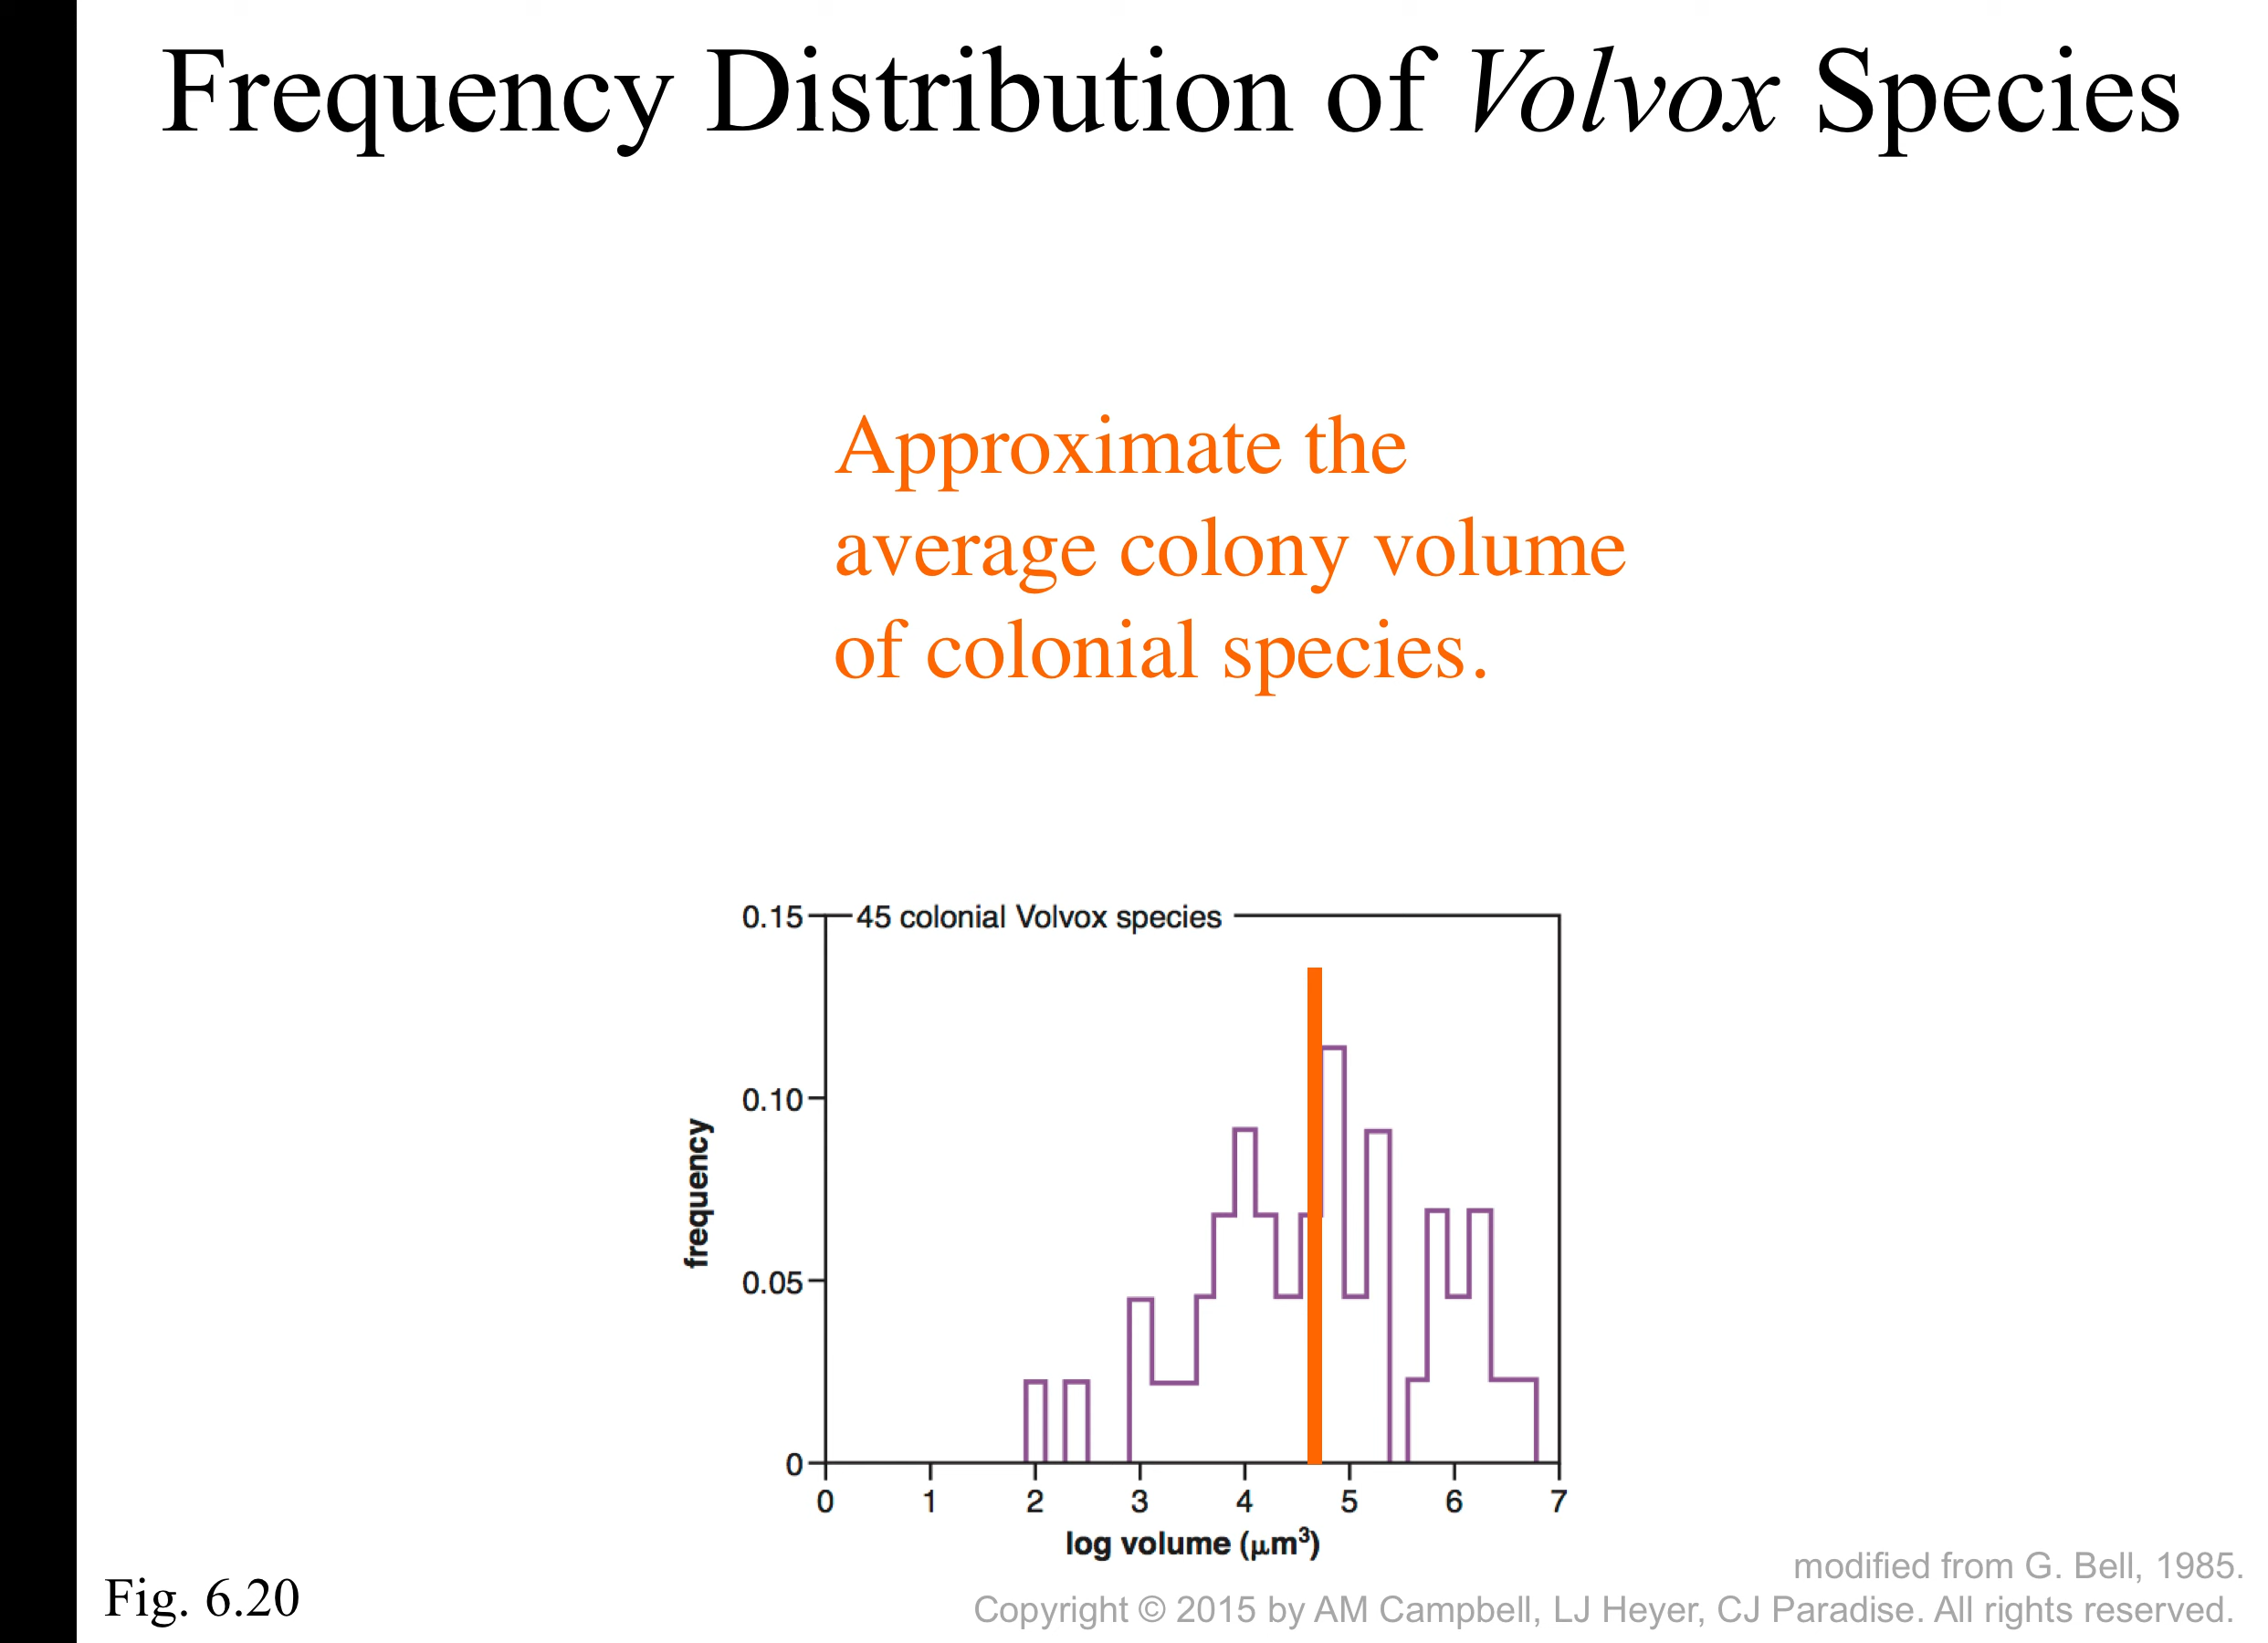 Frequency Distribution of Volvox Species
Approximate the
average colony volume
of colonial species.
45 colonial Volvox species
0.15
0.10
0.05
0
frequency
0 1 2 3 4 5 6 7
log volume (μm³)
Fig. 6.20
modified from G. Bell, 1985.
Copyright © 2015 by AM Campbell, LJ Heyer, CJ Paradise. All rights reserved.